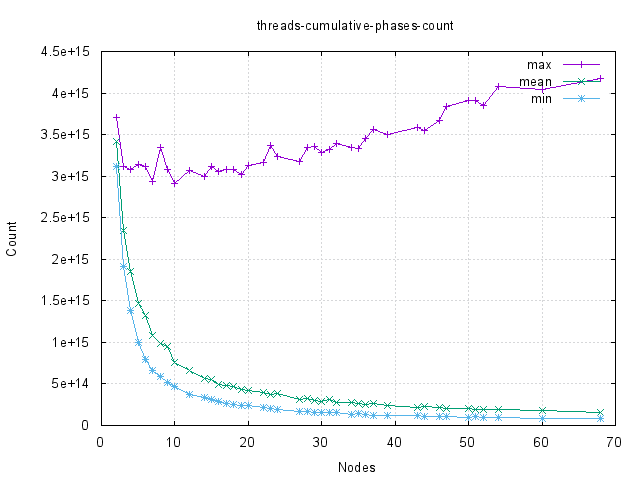 threads-cumulative-phases-count
4.5e+15
max
4e+15
mean
min
3.5e+15
3e+15
2.5e+15
Count
2e+15
1.5e+15
1e+15
5e+14
0
0 10 20 30 40 50 60 70
Nodes